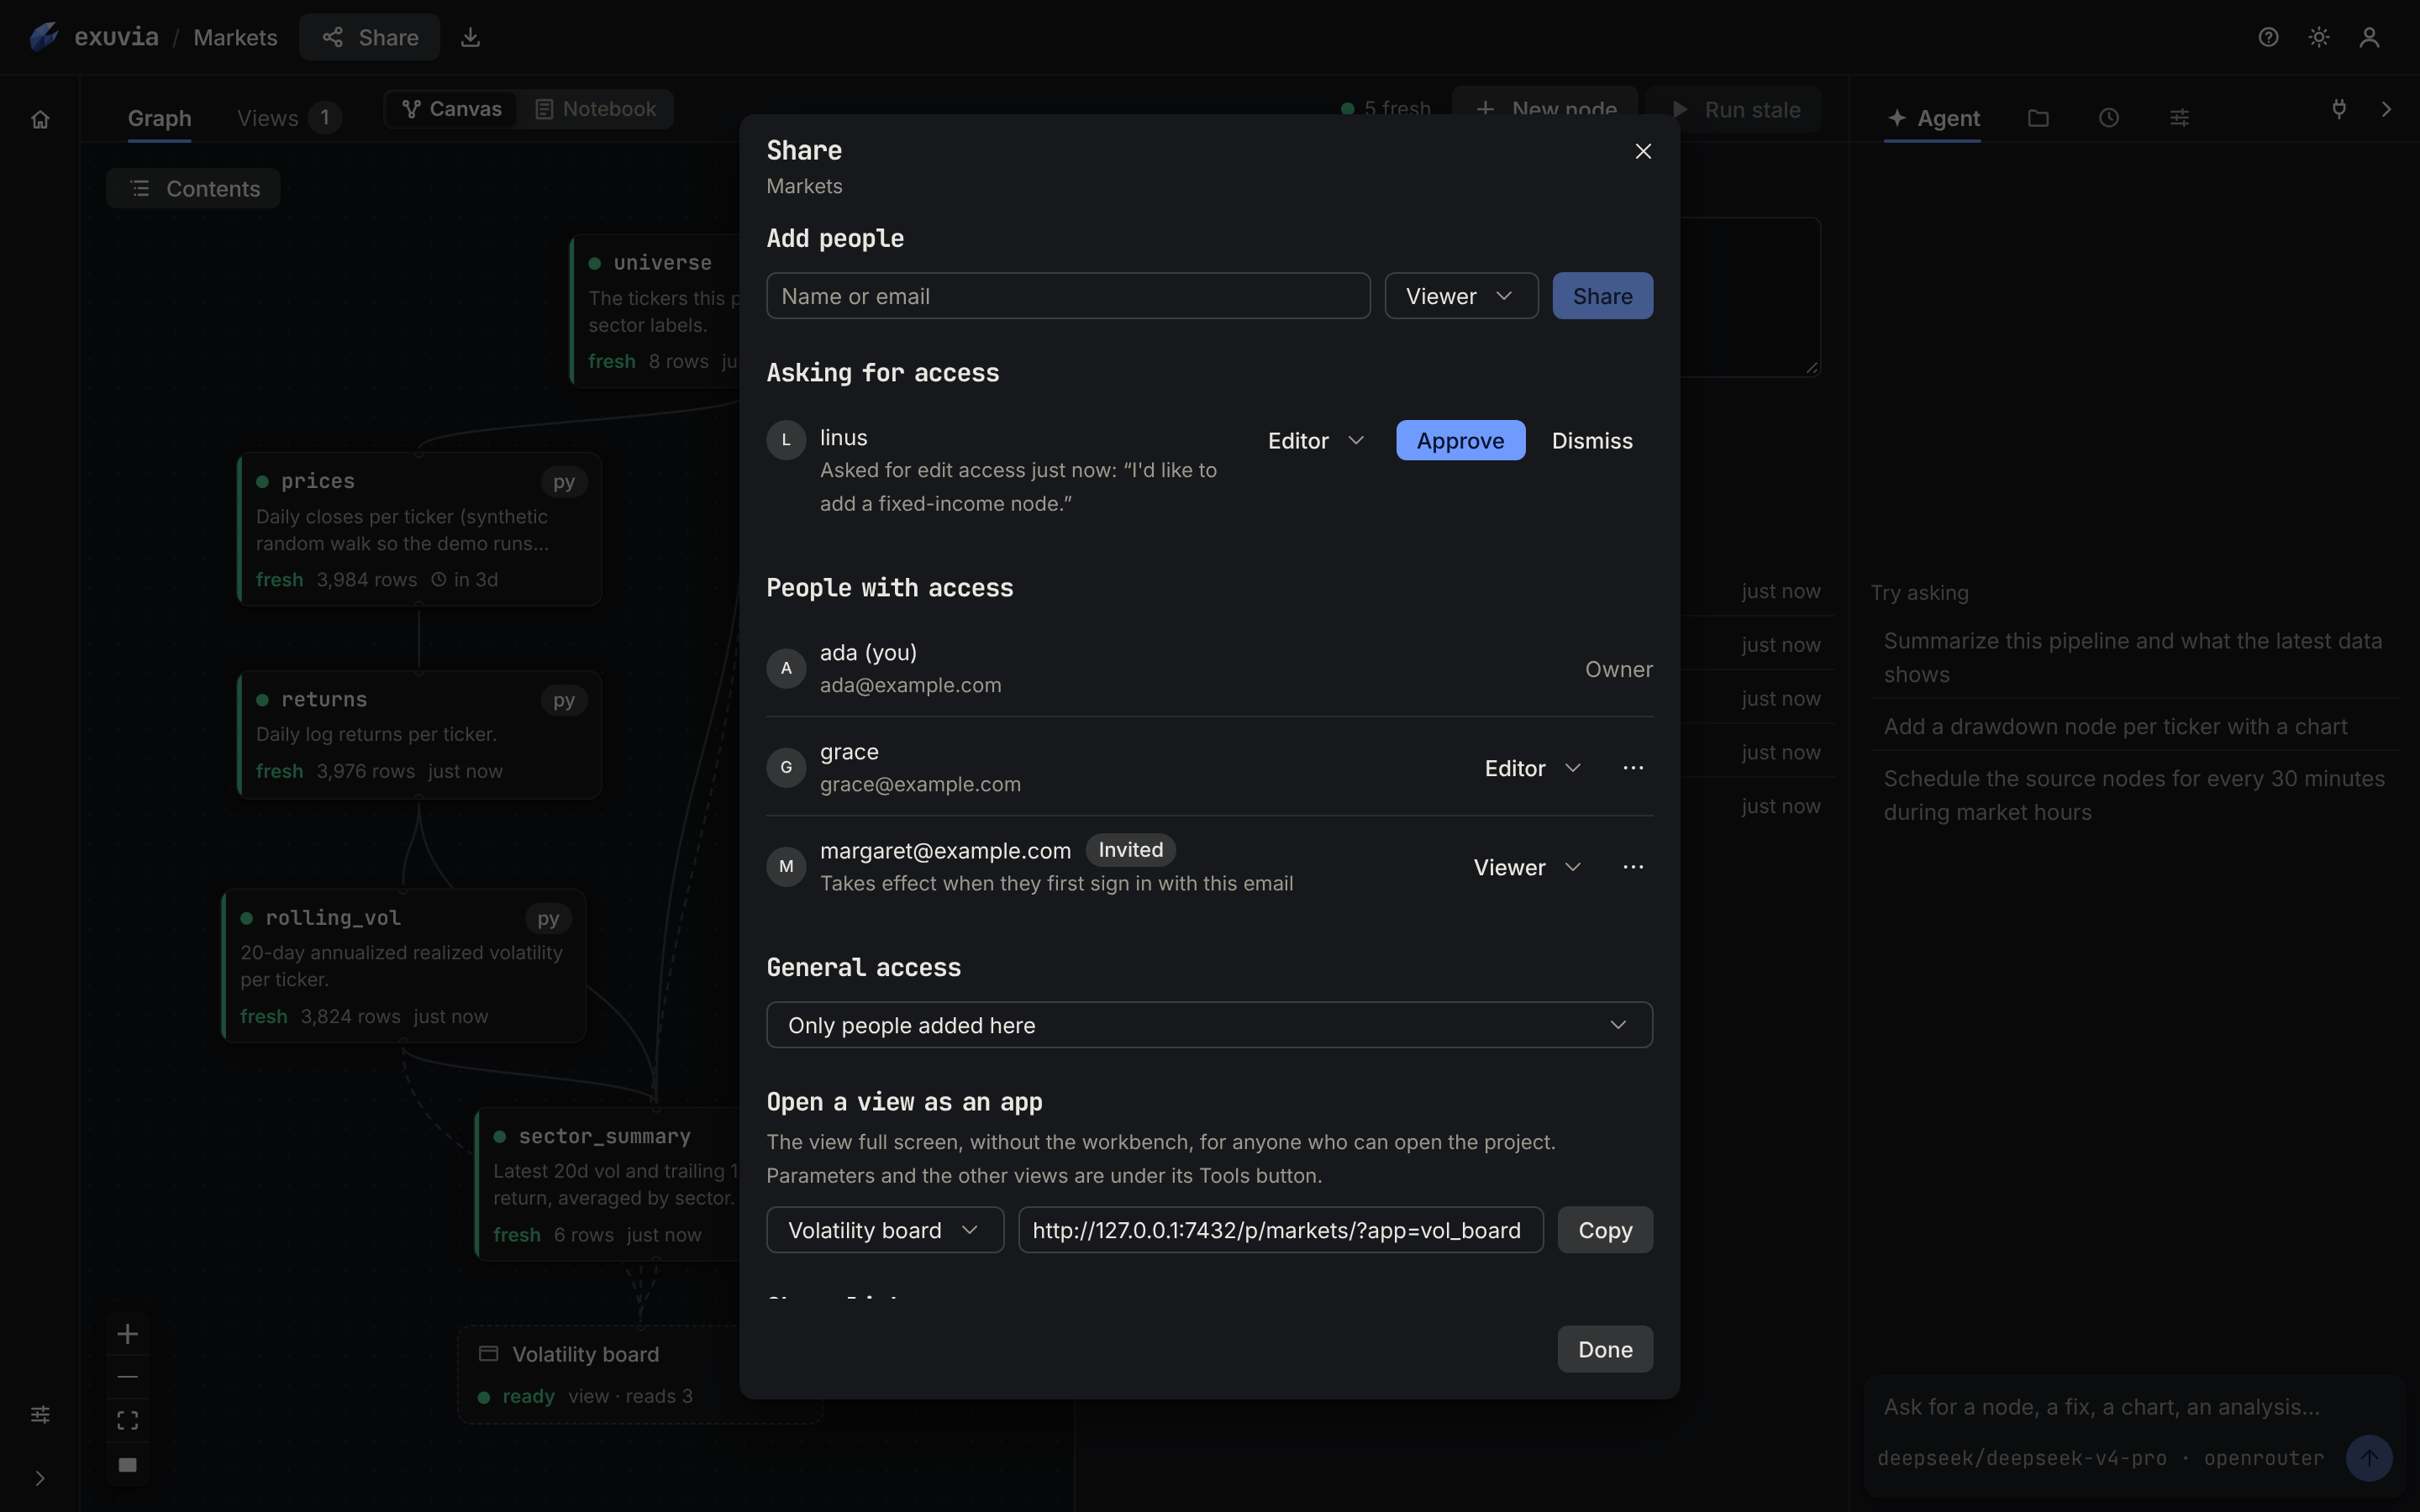 exuvia / Markets Share
Graph Views 1 Canvas Notebook 5 fresh New node Run stale Agent
Contents
universe
The tickers this p
sector labels.
fresh 8 rows ju
prices py
Daily closes per ticker (synthetic
random walk so the demo runs...
fresh 3,984 rows in 3d
returns py
Daily log returns per ticker.
fresh 3,976 rows just now
rolling_vol py
20-day annualized realized volatility
per ticker.
fresh 3,824 rows just now
sector_summary
Latest 20d vol and trailing 1
return, averaged by sector.
fresh 6 rows just now
Volatility board
ready view · reads 3
Share
Markets
Add people
Name or email Viewer Share
Asking for access
L linus Editor Approve Dismiss
Asked for edit access just now: “I'd like to
add a fixed-income node.”
People with access
A ada (you) Owner
ada@example.com
G grace Editor
grace@example.com
M margaret@example.com Invited Viewer
Takes effect when they first sign in with this email
General access
Only people added here
Open a view as an app
The view full screen, without the workbench, for anyone who can open the project.
Parameters and the other views are under its Tools button.
Volatility board http://127.0.0.1:7432/p/markets/?app=vol_board Copy
Done
just now
just now
just now
just now
just now
Try asking
Summarize this pipeline and what the latest data
shows
Add a drawdown node per ticker with a chart
Schedule the source nodes for every 30 minutes
during market hours
Ask for a node, a fix, a chart, an analysis...
deepseek/deepseek-v4-pro · openrouter